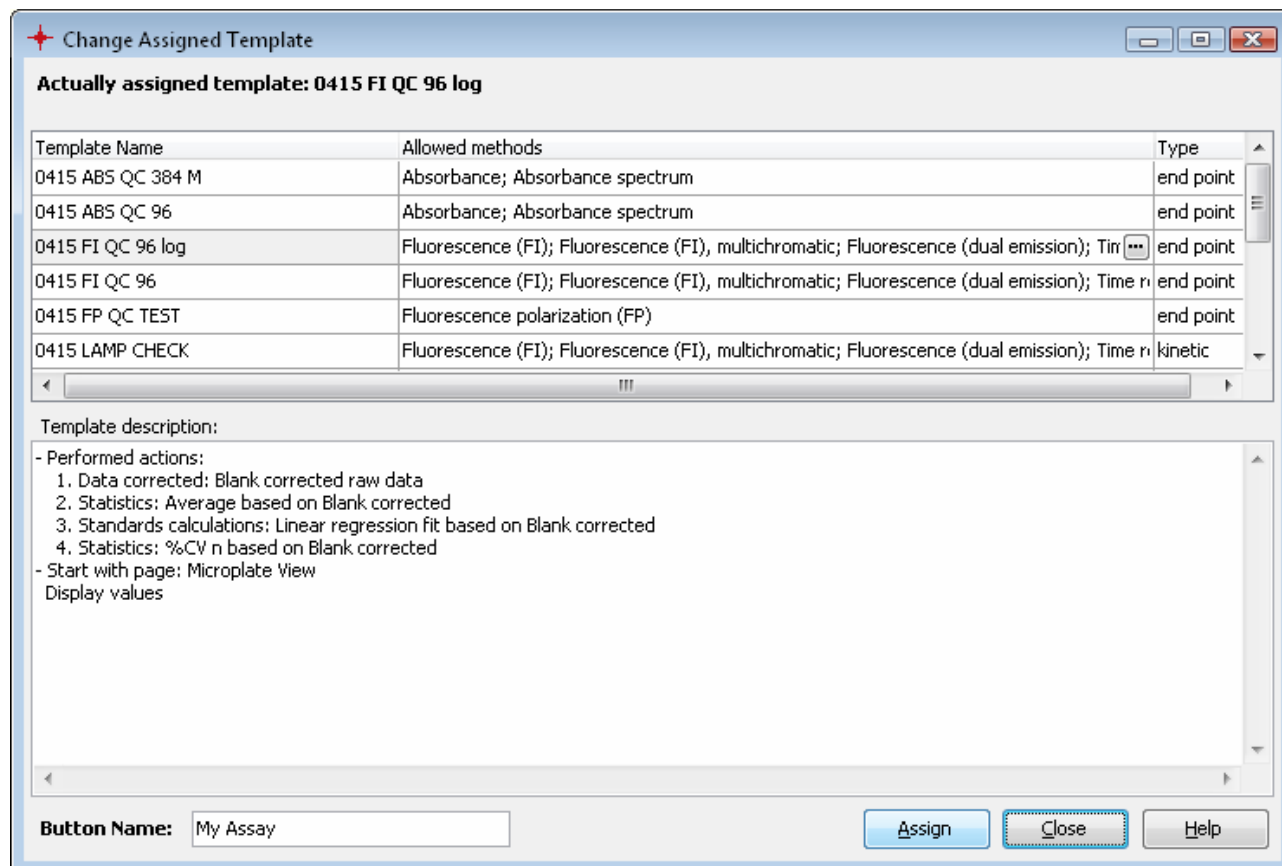 Change Assigned Template
Actually assigned template: 0415 FI QC 96 log
Template Name Allowed methods Type
0415 ABS QC 384 M Absorbance; Absorbance spectrum end point
0415 ABS QC 96 Absorbance; Absorbance spectrum end point
0415 FI QC 96 log Fluorescence (FI); Fluorescence (FI), multichromatic; Fluorescence (dual emission); Tim ... end point
0415 FI QC 96 Fluorescence (FI); Fluorescence (FI), multichromatic; Fluorescence (dual emission); Time r end point
0415 FP QC TEST Fluorescence polarization (FP) end point
0415 LAMP CHECK Fluorescence (FI); Fluorescence (FI), multichromatic; Fluorescence (dual emission); Time r kinetic
Template description:
- Performed actions:
1. Data corrected: Blank corrected raw data
2. Statistics: Average based on Blank corrected
3. Standards calculations: Linear regression fit based on Blank corrected
4. Statistics: %CV n based on Blank corrected
- Start with page: Microplate View
Display values
Button Name: My Assay Assign Close Help